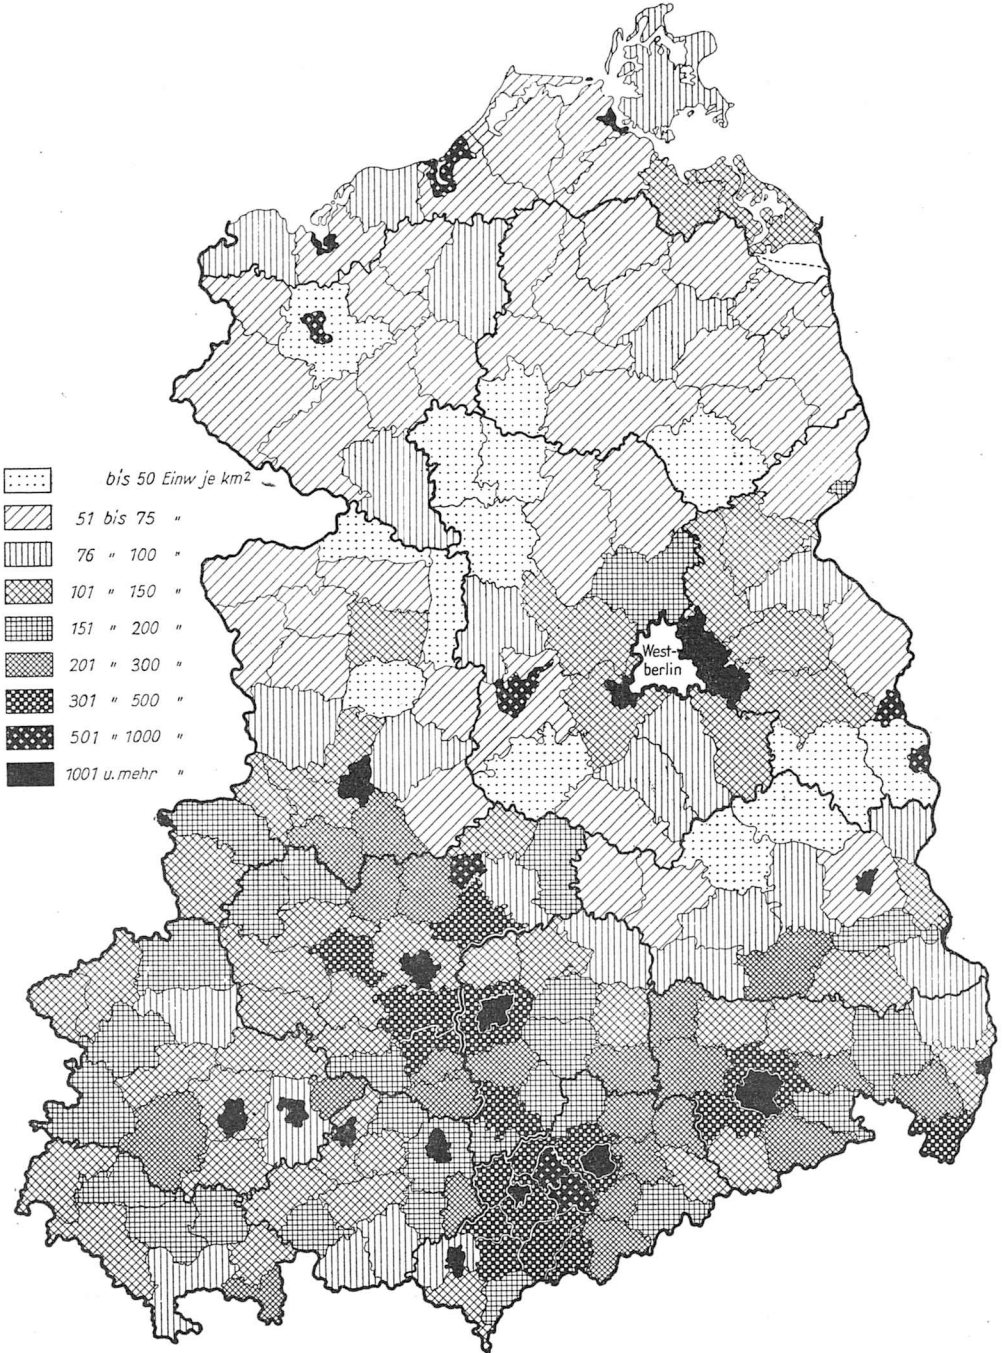 bis 50 Einw je km²
51 bis 75 "
76 " 100 "
101 " 150 "
151 " 200 "
201 " 300 "
301 " 500 "
501 " 1000 "
1001 u. mehr "
West-
berlin